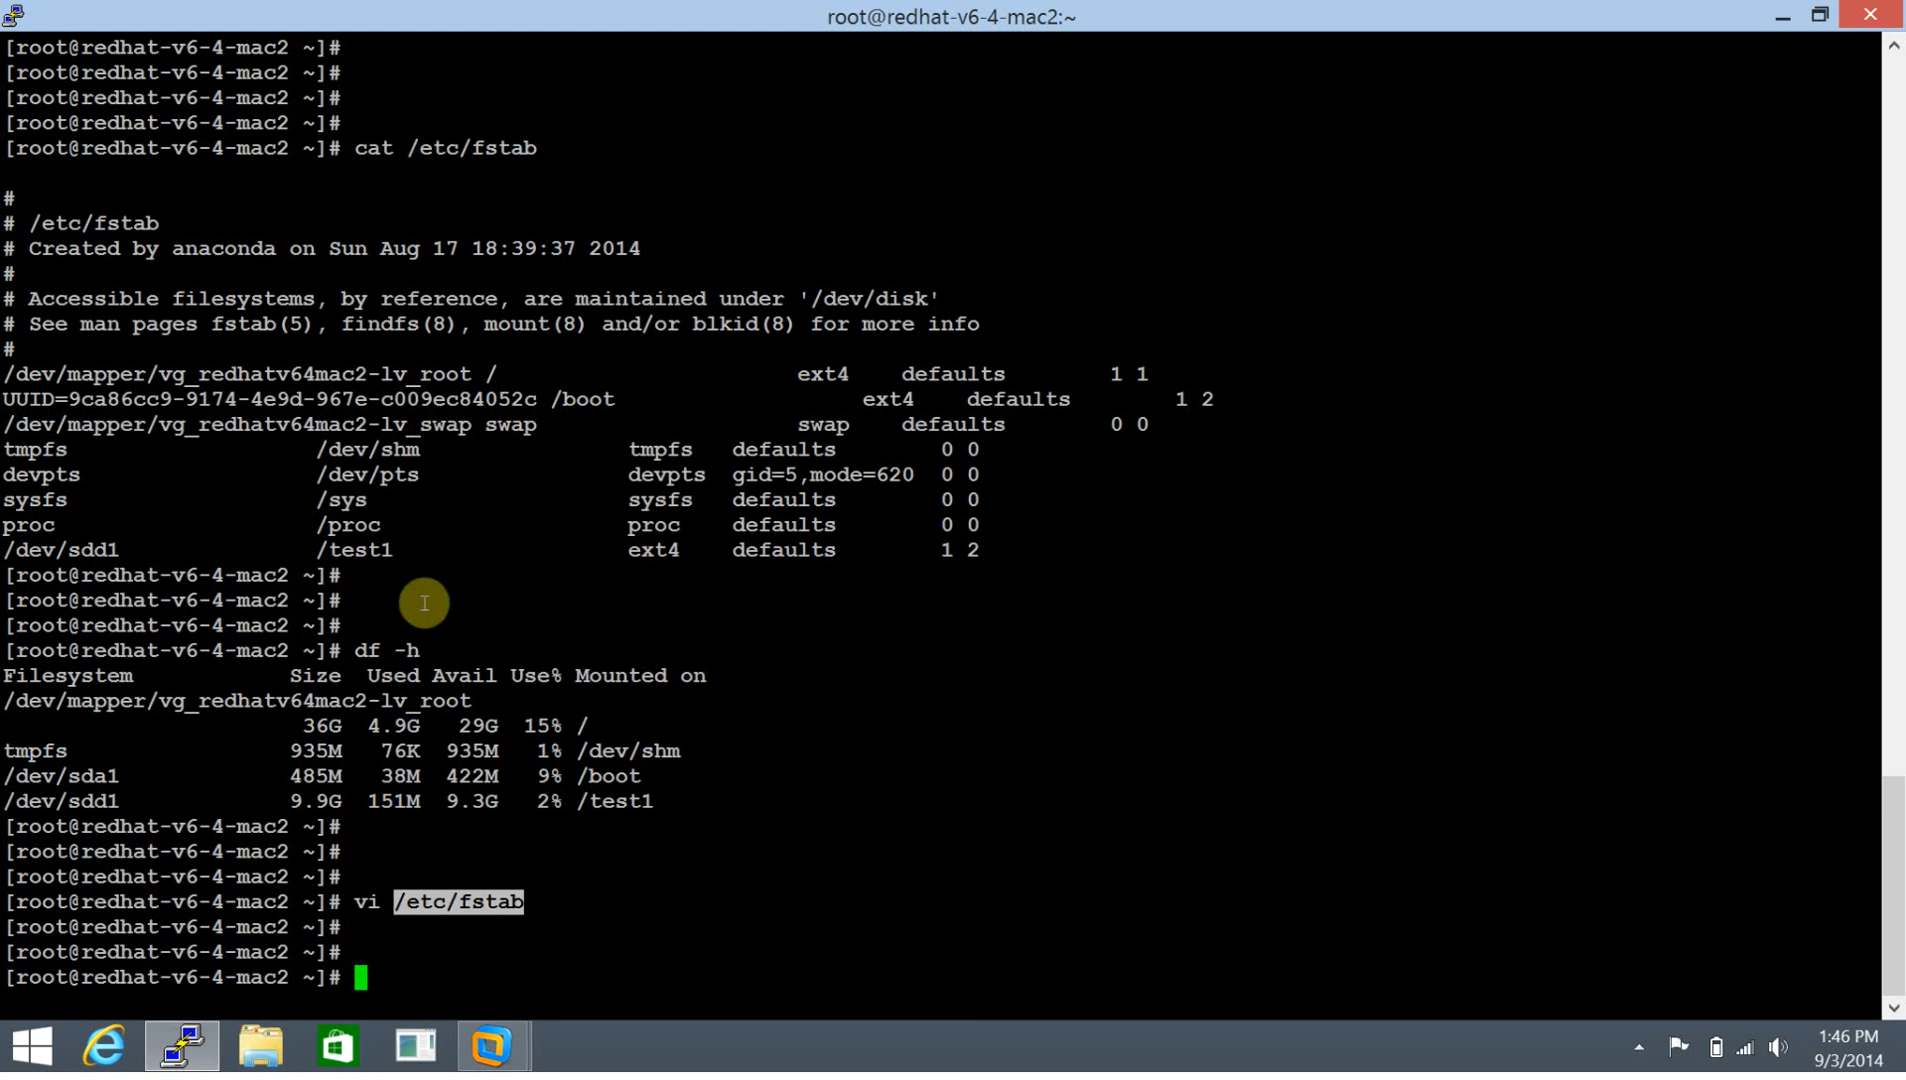 root@redhat-v6-4-mac2:~
[root@redhat-v6-4-mac2 ~]#
[root@redhat-v6-4-mac2 ~]#
[root@redhat-v6-4-mac2 ~]#
[root@redhat-v6-4-mac2 ~]#
[root@redhat-v6-4-mac2 ~]# cat /etc/fstab
#
# /etc/fstab
# Created by anaconda on Sun Aug 17 18:39:37 2014
#
# Accessible filesystems, by reference, are maintained under '/dev/disk'
# See man pages fstab(5), findfs(8), mount(8) and/or blkid(8) for more info
#
/dev/mapper/vg_redhatv64mac2-lv_root / ext4 defaults 1 1
UUID=9ca86cc9-9174-4e9d-967e-c009ec84052c /boot ext4 defaults 1 2
/dev/mapper/vg_redhatv64mac2-lv_swap swap swap defaults 0 0
tmpfs /dev/shm tmpfs defaults 0 0
devpts /dev/pts devpts gid=5,mode=620 0 0
sysfs /sys sysfs defaults 0 0
proc /proc proc defaults 0 0
/dev/sdd1 /test1 ext4 defaults 1 2
[root@redhat-v6-4-mac2 ~]#
[root@redhat-v6-4-mac2 ~]#
[root@redhat-v6-4-mac2 ~]#
[root@redhat-v6-4-mac2 ~]# df -h
Filesystem Size Used Avail Use% Mounted on
/dev/mapper/vg_redhatv64mac2-lv_root
36G 4.9G 29G 15% /
tmpfs 935M 76K 935M 1% /dev/shm
/dev/sda1 485M 38M 422M 9% /boot
/dev/sdd1 9.9G 151M 9.3G 2% /test1
[root@redhat-v6-4-mac2 ~]#
[root@redhat-v6-4-mac2 ~]#
[root@redhat-v6-4-mac2 ~]#
[root@redhat-v6-4-mac2 ~]# vi /etc/fstab
[root@redhat-v6-4-mac2 ~]#
[root@redhat-v6-4-mac2 ~]#
[root@redhat-v6-4-mac2 ~]#
1:46 PM
9/3/2014